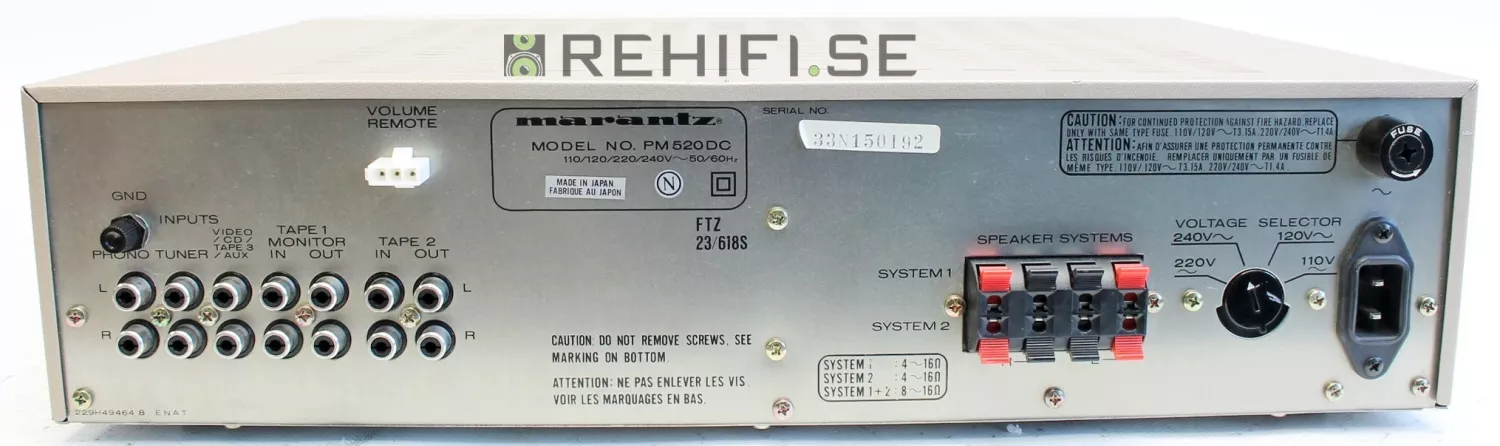 REHIFI.SE
VOLUME
REMOTE
marantz®
MODEL NO. PM520DC
110/120/220/240V～50/60Hz
MADE IN JAPAN
FABRIQUE AU JAPON
N
SERIAL NO.
33N150192
FTZ
23/618S
CAUTION: FOR CONTINUED PROTECTION AGAINST FIRE HAZARD, REPLACE
ONLY WITH SAME TYPE FUSE. 110V/120V～T3.15A. 220V/240V～T1.4A
ATTENTION: AFIN D'ASSURER UNE PROTECTION PERMANENTE CONTRE
LES RISQUES D'INCENDIE. REMPLACER UNIQUEMENT PAR UN FUSIBLE DE
MÊME TYPE. 110V/120V～T3.15A. 220V/240V～T1.4A.
FUSE
～
GND
INPUTS
PHONO TUNER
VIDEO
/CD/
TAPE 3
/AUX
TAPE 1
MONITOR
IN OUT
TAPE 2
IN OUT
L
L
R
R
SPEAKER SYSTEMS
SYSTEM 1
SYSTEM 2
R
L
VOLTAGE SELECTOR
240V～ 120V～
220V～ 110V～
CAUTION: DO NOT REMOVE SCREWS, SEE
MARKING ON BOTTOM.
ATTENTION: NE PAS ENLEVER LES VIS.
VOIR LES MARQUAGES EN BAS.
SYSTEM 1 : 4～16Ω
SYSTEM 2 : 4～16Ω
SYSTEM 1+2 : 8～16Ω
229H49464 8 ENAT